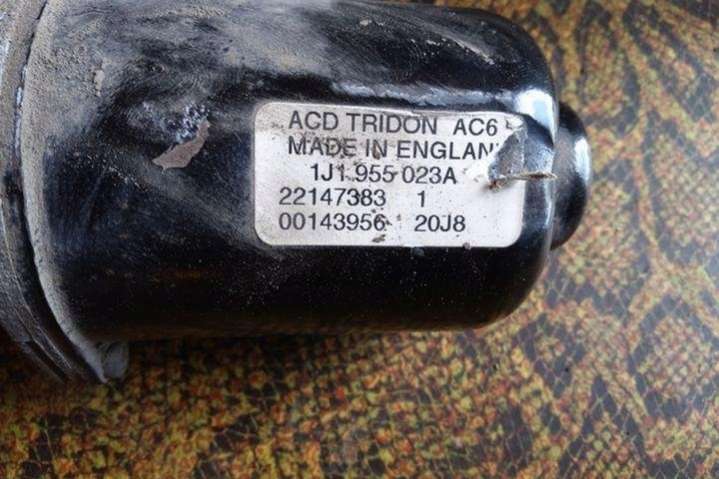 ACD TRIDON AC6
MADE IN ENGLAN
1J1 955 023A
22147383 1
00143956 20J8